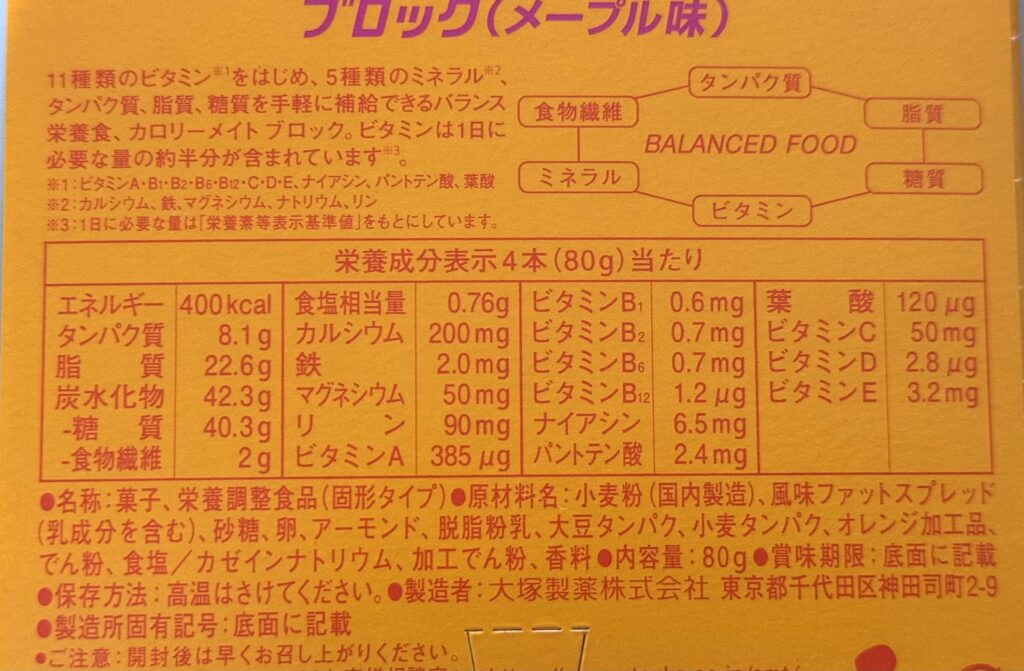 ブロック(メープル味)
11種類のビタミン※1をはじめ、5種類のミネラル※2、
タンパク質、脂質、糖質を手軽に補給できるバランス
栄養食、カロリーメイト ブロック。ビタミンは1日に
必要な量の約半分が含まれています※3。
※1:ビタミンA・B1・B2・B6・B12・C・D・E、ナイアシン、パントテン酸、葉酸
※2:カルシウム、鉄、マグネシウム、ナトリウム、リン
※3:1日に必要な量は「栄養素等表示基準値」をもとにしています。
タンパク質
食物繊維
脂質
BALANCED FOOD
ミネラル
糖質
ビタミン
栄養成分表示4本(80g)当たり
エネルギー 400kcal 食塩相当量 0.76g ビタミンB1 0.6mg 葉酸 120μg
タンパク質 8.1g カルシウム 200mg ビタミンB2 0.7mg ビタミンC 50mg
脂質 22.6g 鉄 2.0mg ビタミンB6 0.7mg ビタミンD 2.8μg
炭水化物 42.3g マグネシウム 50mg ビタミンB12 1.2μg ビタミンE 3.2mg
-糖質 40.3g リン 90mg ナイアシン 6.5mg
-食物繊維 2g ビタミンA 385μg パントテン酸 2.4mg
●名称:菓子、栄養調整食品(固形タイプ)●原材料名:小麦粉(国内製造)、風味ファットスプレッド
(乳成分を含む)、砂糖、卵、アーモンド、脱脂粉乳、大豆タンパク、小麦タンパク、オレンジ加工品、
でん粉、食塩/カゼインナトリウム、加工でん粉、香料●内容量:80g●賞味期限:底面に記載
●保存方法:高温はさけてください。●製造者:大塚製薬株式会社 東京都千代田区神田司町2-9
●製造所固有記号:底面に記載
●ご注意:開封後は早くお召し上がりください。